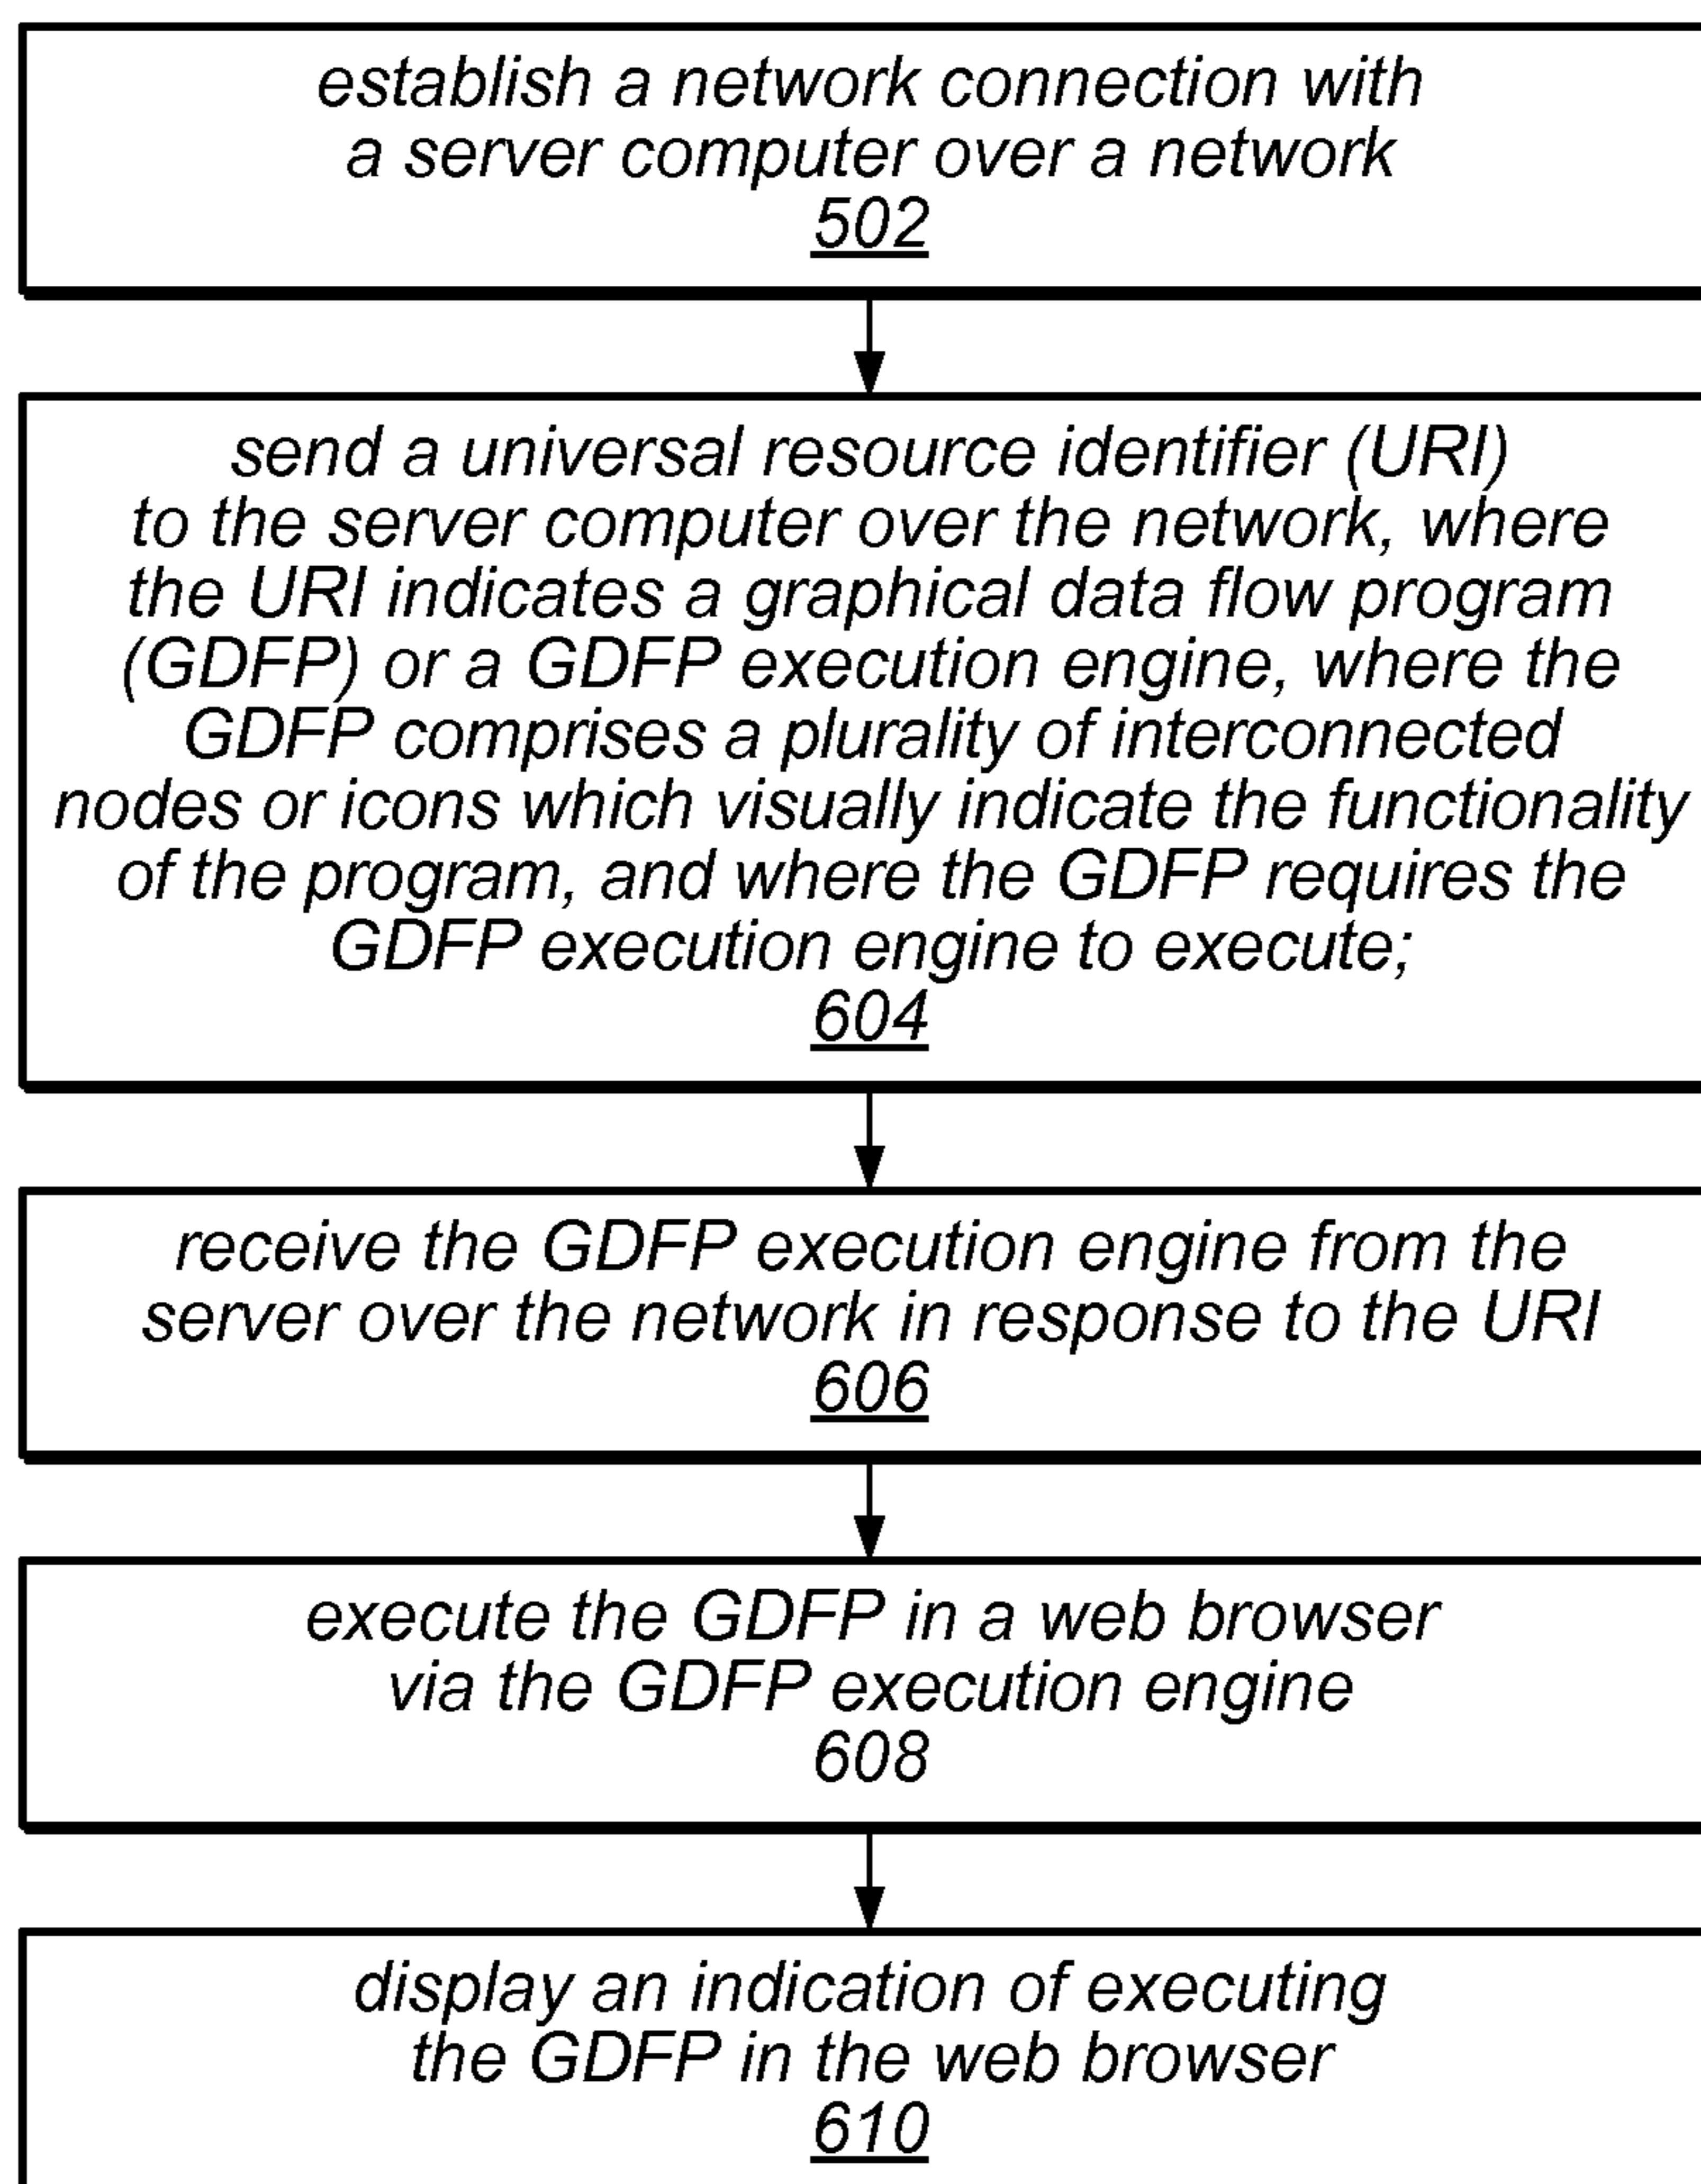 establish a network connection with
a server computer over a network
502
send a universal resource identifier (URI)
to the server computer over the network, where
the URI indicates a graphical data flow program
(GDFP) or a GDFP execution engine, where the
GDFP comprises a plurality of interconnected
nodes or icons which visually indicate the functionality
of the program, and where the GDFP requires the
GDFP execution engine to execute;
604
receive the GDFP execution engine from the
server over the network in response to the URI
606
execute the GDFP in a web browser
via the GDFP execution engine
608
display an indication of executing
the GDFP in the web browser
610